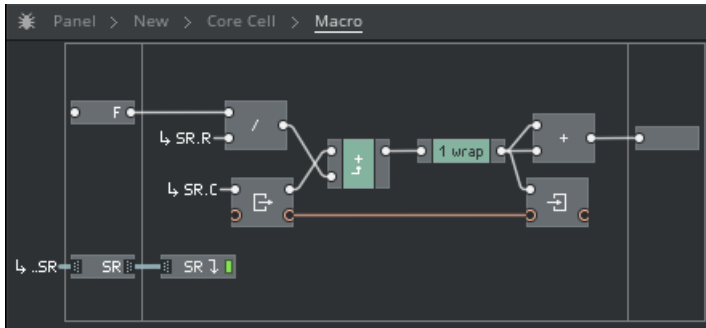 Panel > New > Core Cell > Macro
F
/
↳ SR.R
+
1 wrap
+
↳ SR.C
↳ ..SR
SR
SR